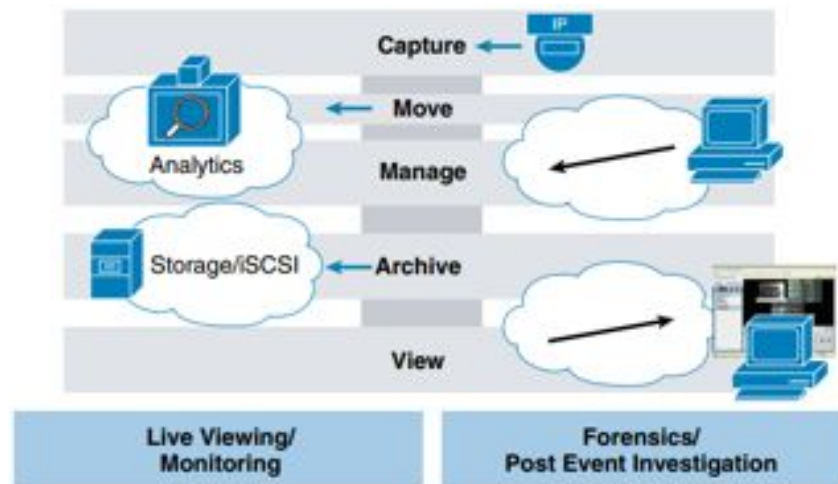 IP
Capture
Move
Analytics
Manage
Storage/iSCSI
Archive
View
Live Viewing/
Monitoring
Forensics/
Post Event Investigation